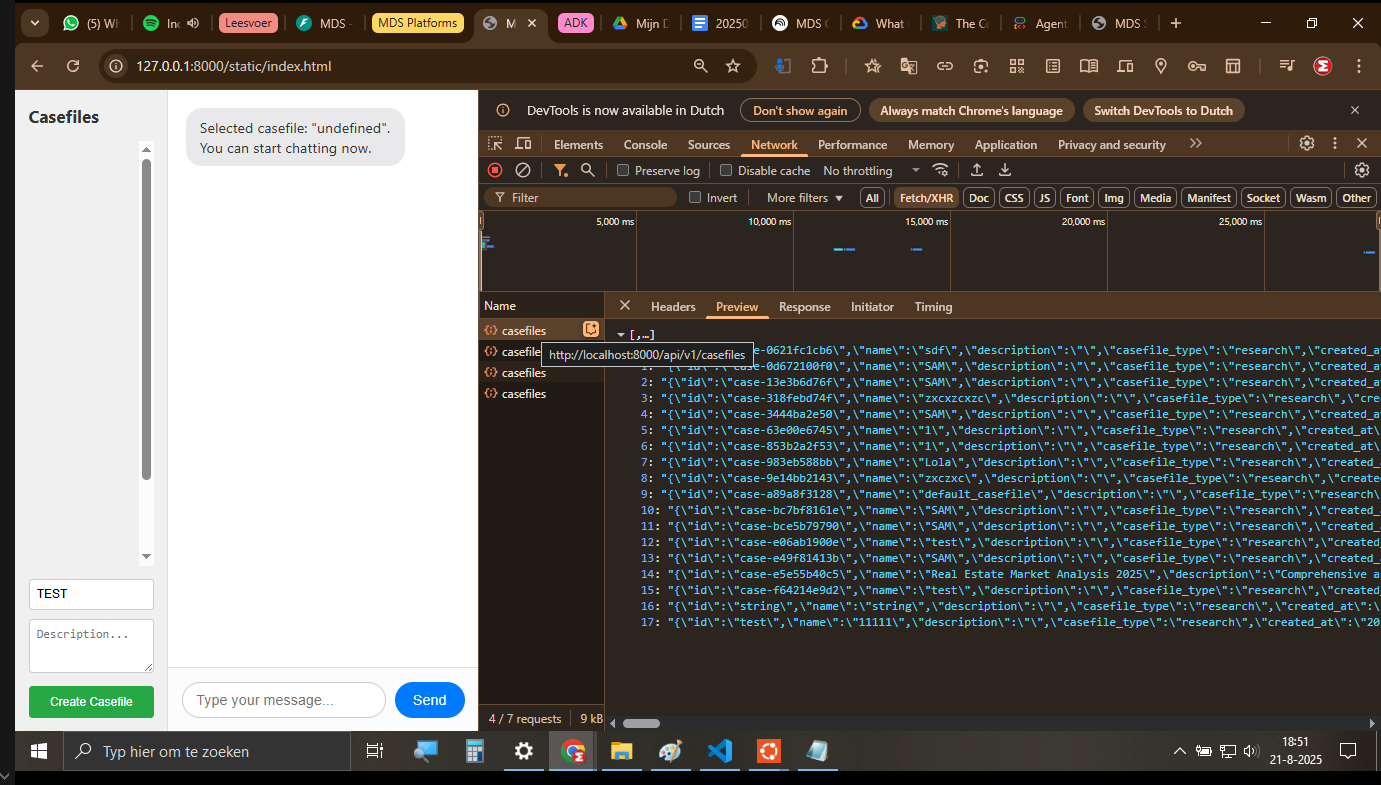 (5) Wh
Inc
Leesvoer
MDS -
MDS Platforms
M
ADK
Mijn D
20250
MDS C
What
The Co
Agent
MDS S
127.0.0.1:8000/static/index.html
Casefiles
Selected casefile: "undefined".
You can start chatting now.
TEST
Description...
Create Casefile
Type your message...
Send
DevTools is now available in Dutch
Don't show again
Always match Chrome's language
Switch DevTools to Dutch
Elements
Console
Sources
Network
Performance
Memory
Application
Privacy and security
Preserve log
Disable cache
No throttling
Filter
Invert
More filters
All
Fetch/XHR
Doc
CSS
JS
Font
Img
Media
Manifest
Socket
Wasm
Other
5,000 ms
10,000 ms
15,000 ms
20,000 ms
25,000 ms
Name
casefiles
casefile
casefiles
casefiles
http://localhost:8000/api/v1/casefiles
4 / 7 requests
9 kB
Headers
Preview
Response
Initiator
Timing
[,…]
e-0621fc1cb6\",\"name\":\"sdf\",\"description\":\"\",\"casefile_type\":\"research\",\"created_at
1: "{\"id\":\"case-0d672100f0\",\"name\":\"SAM\",\"description\":\"\",\"casefile_type\":\"research\",\"created_a
2: "{\"id\":\"case-13e3b6d76f\",\"name\":\"SAM\",\"description\":\"\",\"casefile_type\":\"research\",\"created_a
3: "{\"id\":\"case-318febd74f\",\"name\":\"zxcxzcxzc\",\"description\":\"\",\"casefile_type\":\"research\",\"cre
4: "{\"id\":\"case-3444ba2e50\",\"name\":\"SAM\",\"description\":\"\",\"casefile_type\":\"research\",\"created_a
5: "{\"id\":\"case-63e00e6745\",\"name\":\"1\",\"description\":\"\",\"casefile_type\":\"research\",\"created_at\
6: "{\"id\":\"case-853b2a2f53\",\"name\":\"1\",\"description\":\"\",\"casefile_type\":\"research\",\"created_at\
7: "{\"id\":\"case-983eb588bb\",\"name\":\"Lola\",\"description\":\"\",\"casefile_type\":\"research\",\"created_
8: "{\"id\":\"case-9e14bb2143\",\"name\":\"zxczxc\",\"description\":\"\",\"casefile_type\":\"research\",\"create
9: "{\"id\":\"case-a89a8f3128\",\"name\":\"default_casefile\",\"description\":\"\",\"casefile_type\":\"research\
10: "{\"id\":\"case-bc7bf8161e\",\"name\":\"SAM\",\"description\":\"\",\"casefile_type\":\"research\",\"created_
11: "{\"id\":\"case-bce5b79790\",\"name\":\"SAM\",\"description\":\"\",\"casefile_type\":\"research\",\"created_
12: "{\"id\":\"case-e06ab1900e\",\"name\":\"test\",\"description\":\"\",\"casefile_type\":\"research\",\"created
13: "{\"id\":\"case-e49f81413b\",\"name\":\"SAM\",\"description\":\"\",\"casefile_type\":\"research\",\"created_
14: "{\"id\":\"case-e5e55b40c5\",\"name\":\"Real Estate Market Analysis 2025\",\"description\":\"Comprehensive a
15: "{\"id\":\"case-f64214e9d2\",\"name\":\"test\",\"description\":\"\",\"casefile_type\":\"research\",\"created
16: "{\"id\":\"string\",\"name\":\"string\",\"description\":\"\",\"casefile_type\":\"research\",\"created_at\":\
17: "{\"id\":\"test\",\"name\":\"11111\",\"description\":\"\",\"casefile_type\":\"research\",\"created_at\":\"20
Typ hier om te zoeken
18:51
21-8-2025